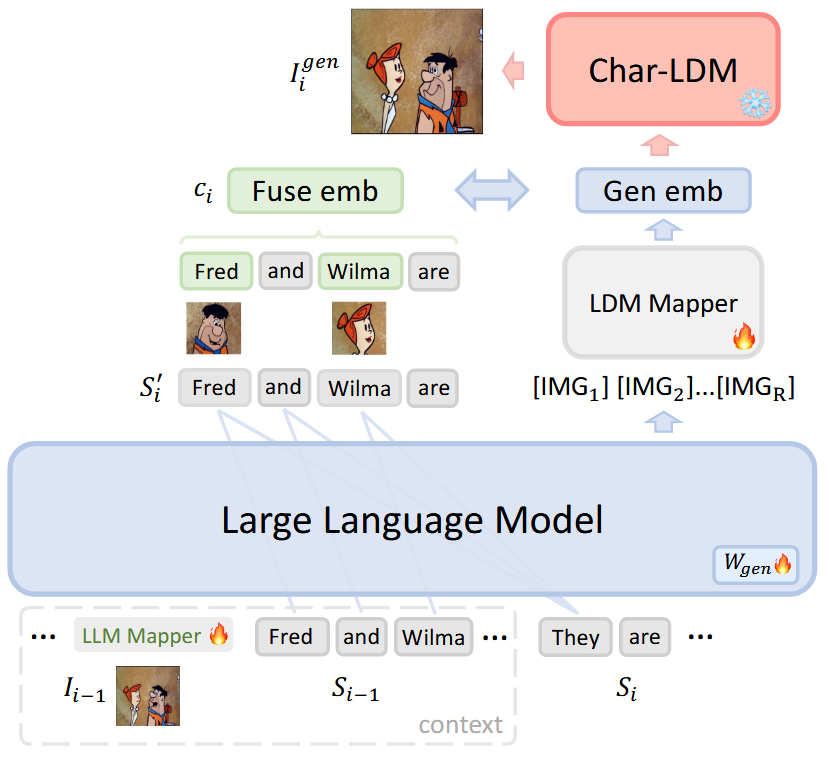 I_i^{gen}
Char-LDM
c_i
Fuse emb
Gen emb
Fred and Wilma are
LDM Mapper
S'_i
Fred and Wilma are
[IMG_1] [IMG_2]...[IMG_R]
Large Language Model
W_{gen}
... LLM Mapper Fred and Wilma ... They are ...
I_{i-1}
S_{i-1}
S_i
context